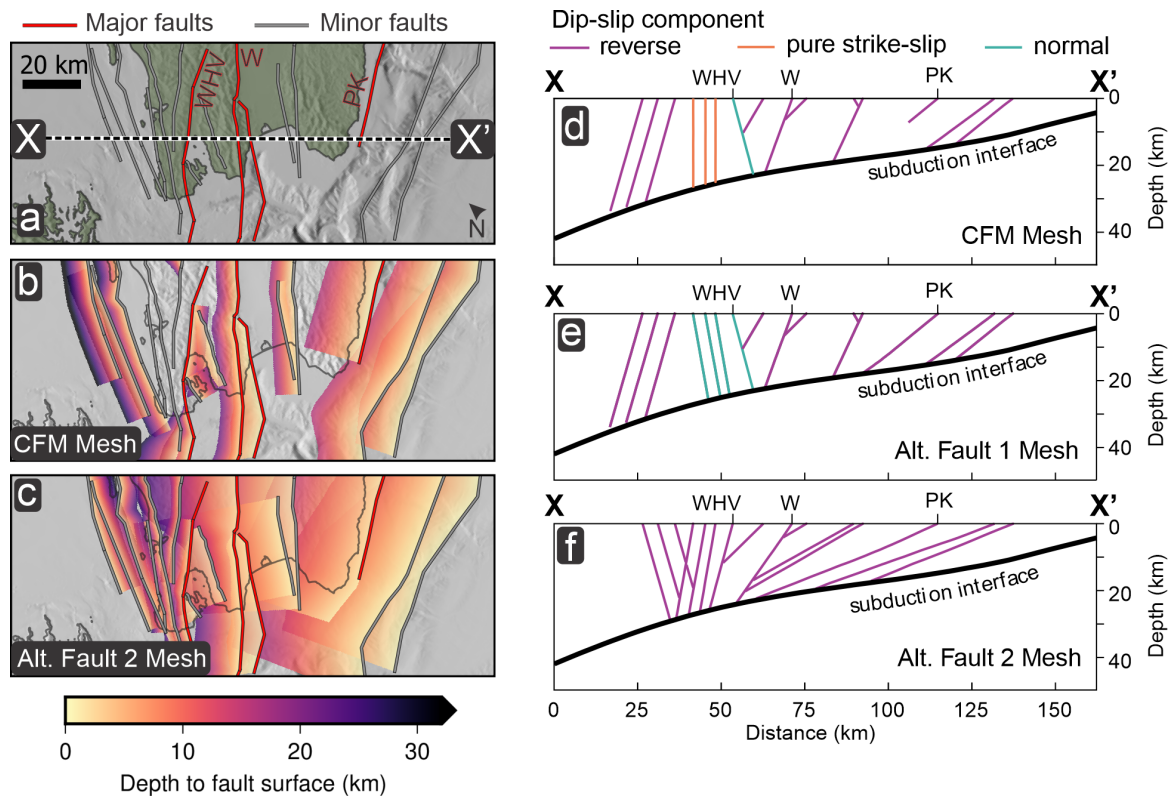 Major faults
Minor faults
20 km
WHV
W
PK
X
X'
a
N
b
CFM Mesh
c
Alt. Fault 2 Mesh
0
10
20
30
Depth to fault surface (km)
Dip-slip component
reverse
pure strike-slip
normal
X
WHV
W
PK
X'
d
subduction interface
CFM Mesh
0
20
40
Depth (km)
X
WHV
W
PK
X'
e
subduction interface
Alt. Fault 1 Mesh
0
20
40
Depth (km)
X
WHV
W
PK
X'
f
subduction interface
Alt. Fault 2 Mesh
0
20
40
Depth (km)
0
25
50
75
100
125
150
Distance (km)